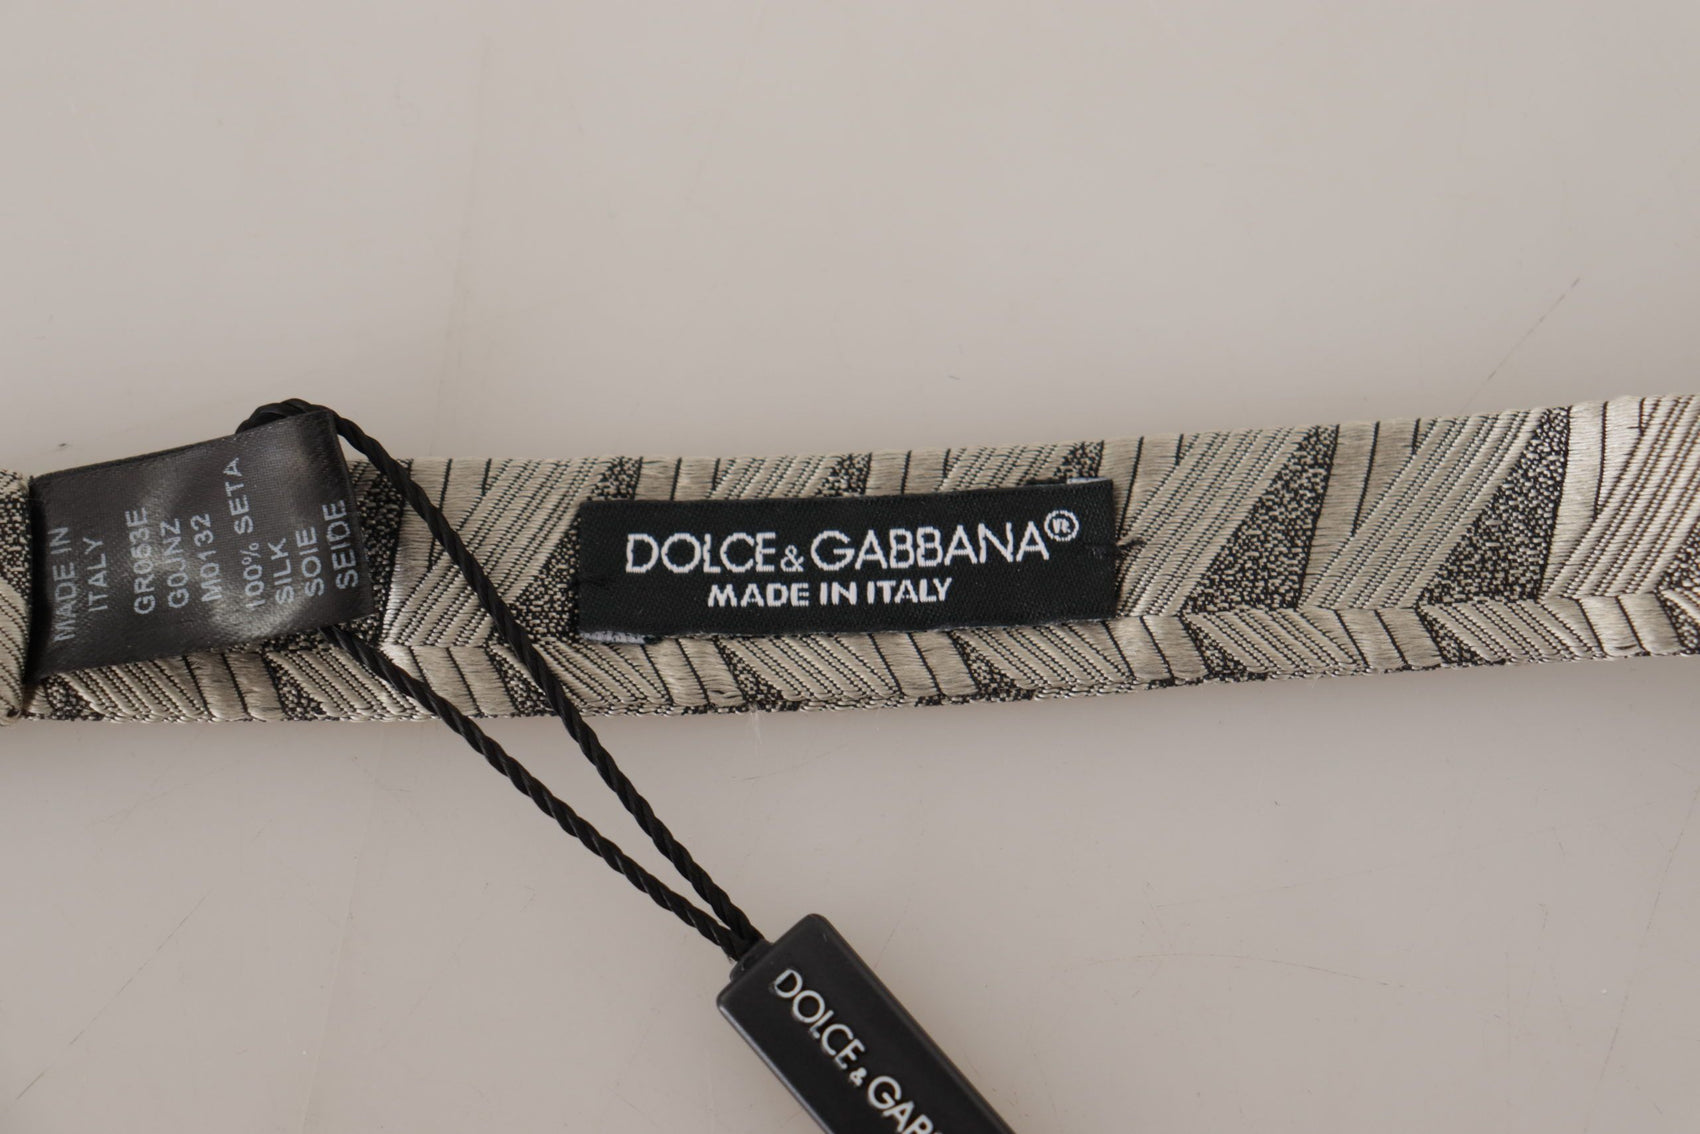 MADE IN
ITALY
GR053E
G0JNZ
M0132
100% SETA
SILK
SOIE
SEIDE
DOLCE&GABBANA®
MADE IN ITALY
DOLCE&GAB